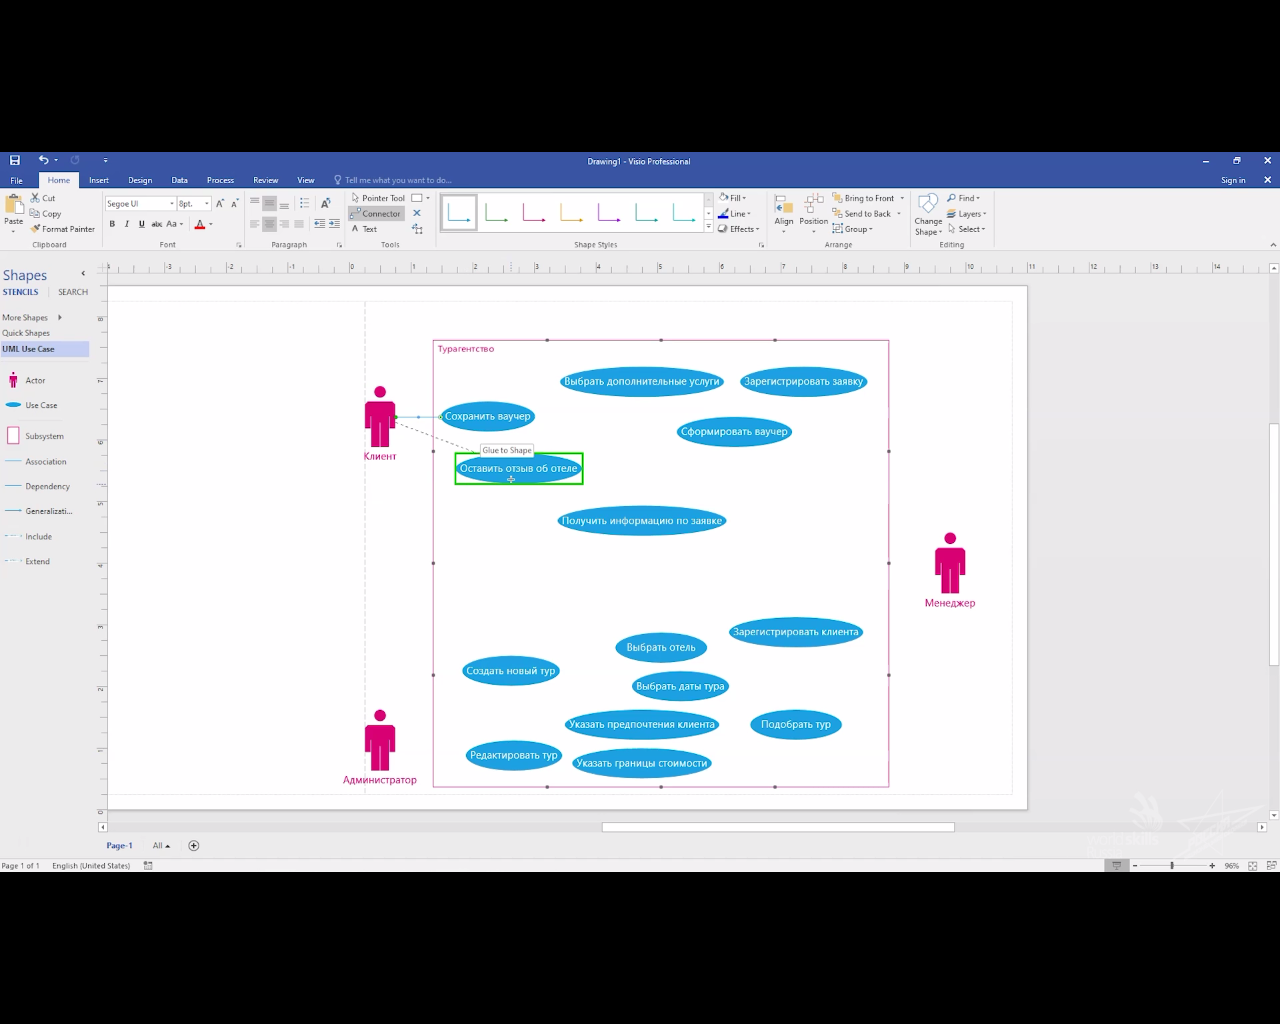 Drawing1 - Visio Professional
File Home Insert Design Data Process Review View Tell me what you want to do... Sign in
Paste
Cut
Copy
Format Painter
Clipboard
Segoe UI 8pt.
B I U abc Aa A
Font
Paragraph
Pointer Tool
Connector
Text
Tools
Shape Styles
Fill
Line
Effects
Align
Position
Bring to Front
Send to Back
Group
Arrange
Change Shape
Find
Layers
Select
Editing
Shapes
STENCILS SEARCH
More Shapes
Quick Shapes
UML Use Case
Actor
Use Case
Subsystem
Association
Dependency
Generalizati...
Include
Extend
Турагентство
Выбрать дополнительные услуги
Зарегистрировать заявку
Сохранить ваучер
Сформировать ваучер
Клиент
Glue to Shape
Оставить отзыв об отеле
Получить информацию по заявке
Менеджер
Зарегистрировать клиента
Выбрать отель
Создать новый тур
Выбрать даты тура
Указать предпочтения клиента
Подобрать тур
Редактировать тур
Указать границы стоимости
Администратор
Page-1 All
Page 1 of 1 English (United States) 96%